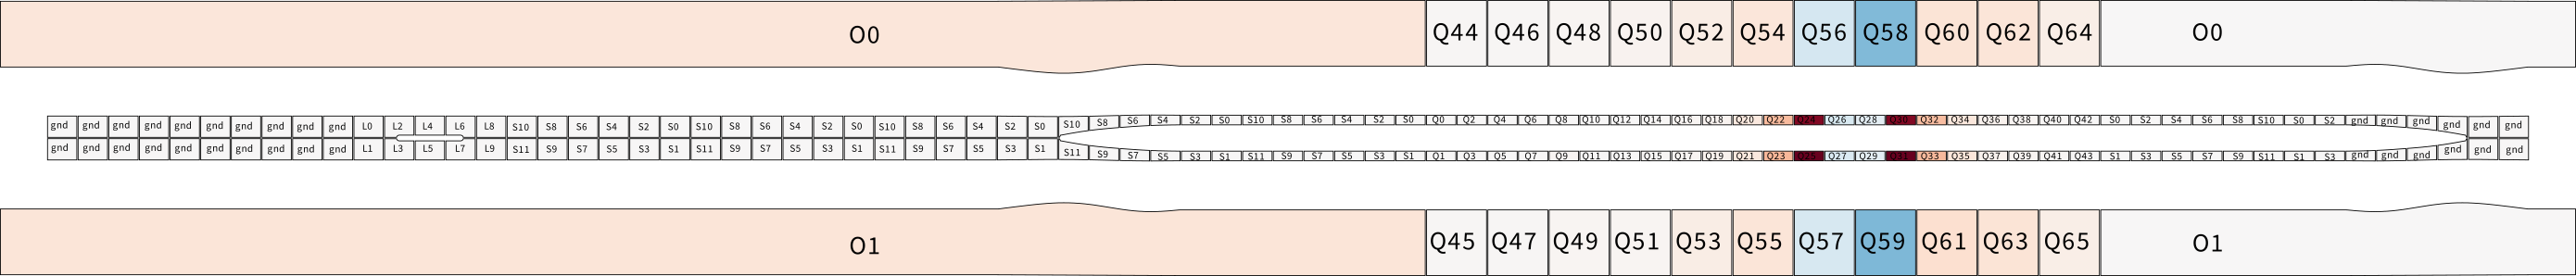 O0 Q44 Q46 Q48 Q50 Q52 Q54 Q56 Q58 Q60 Q62 Q64 O0
gnd gnd gnd gnd gnd gnd gnd gnd gnd gnd L0 L2 L4 L6 L8 S10 S8 S6 S4 S2 S0 S10 S8 S6 S4 S2 S0 S10 S8 S6 S4 S2 S0 S10 S8 S6 S4 S2 S0 S10 S8 S6 S4 S2 S0 Q0 Q2 Q4 Q6 Q8 Q10 Q12 Q14 Q16 Q18 Q20 Q22 Q24 Q26 Q28 Q30 Q32 Q34 Q36 Q38 Q40 Q42 S0 S2 S4 S6 S8 S10 S0 S2 gnd gnd gnd gnd gnd gnd
gnd gnd gnd gnd gnd gnd gnd gnd gnd gnd L1 L3 L5 L7 L9 S11 S9 S7 S5 S3 S1 S11 S9 S7 S5 S3 S1 S11 S9 S7 S5 S3 S1 S11 S9 S7 S5 S3 S1 S11 S9 S7 S5 S3 S1 Q1 Q3 Q5 Q7 Q9 Q11 Q13 Q15 Q17 Q19 Q21 Q23 Q25 Q27 Q29 Q31 Q33 Q35 Q37 Q39 Q41 Q43 S1 S3 S5 S7 S9 S11 S1 S3 gnd gnd gnd gnd gnd gnd
O1 Q45 Q47 Q49 Q51 Q53 Q55 Q57 Q59 Q61 Q63 Q65 O1